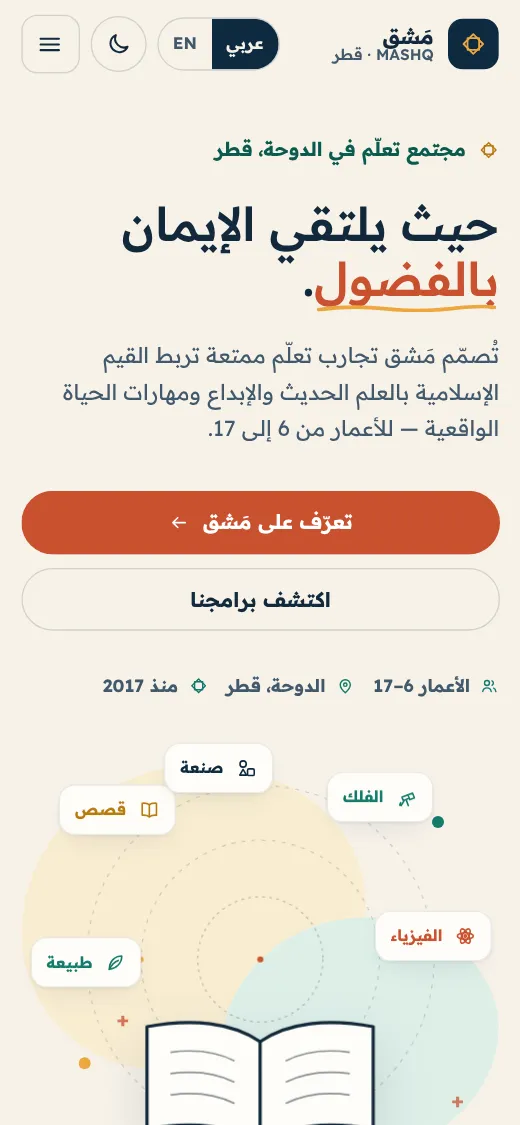 مَشق
MASHQ · قطر
عربي
EN
مجتمع تعلّم في الدوحة، قطر
حيث يلتقي الإيمان
بالفضول.
تُصمّم مَشق تجارب تعلّم ممتعة تربط القيم
الإسلامية بالعلم الحديث والإبداع ومهارات الحياة
الواقعية — للأعمار من 6 إلى 17.
تعرّف على مَشق ←
اكتشف برامجنا
الأعمار 6–17
الدوحة، قطر
منذ 2017
صنعة
الفلك
قصص
الفيزياء
طبيعة